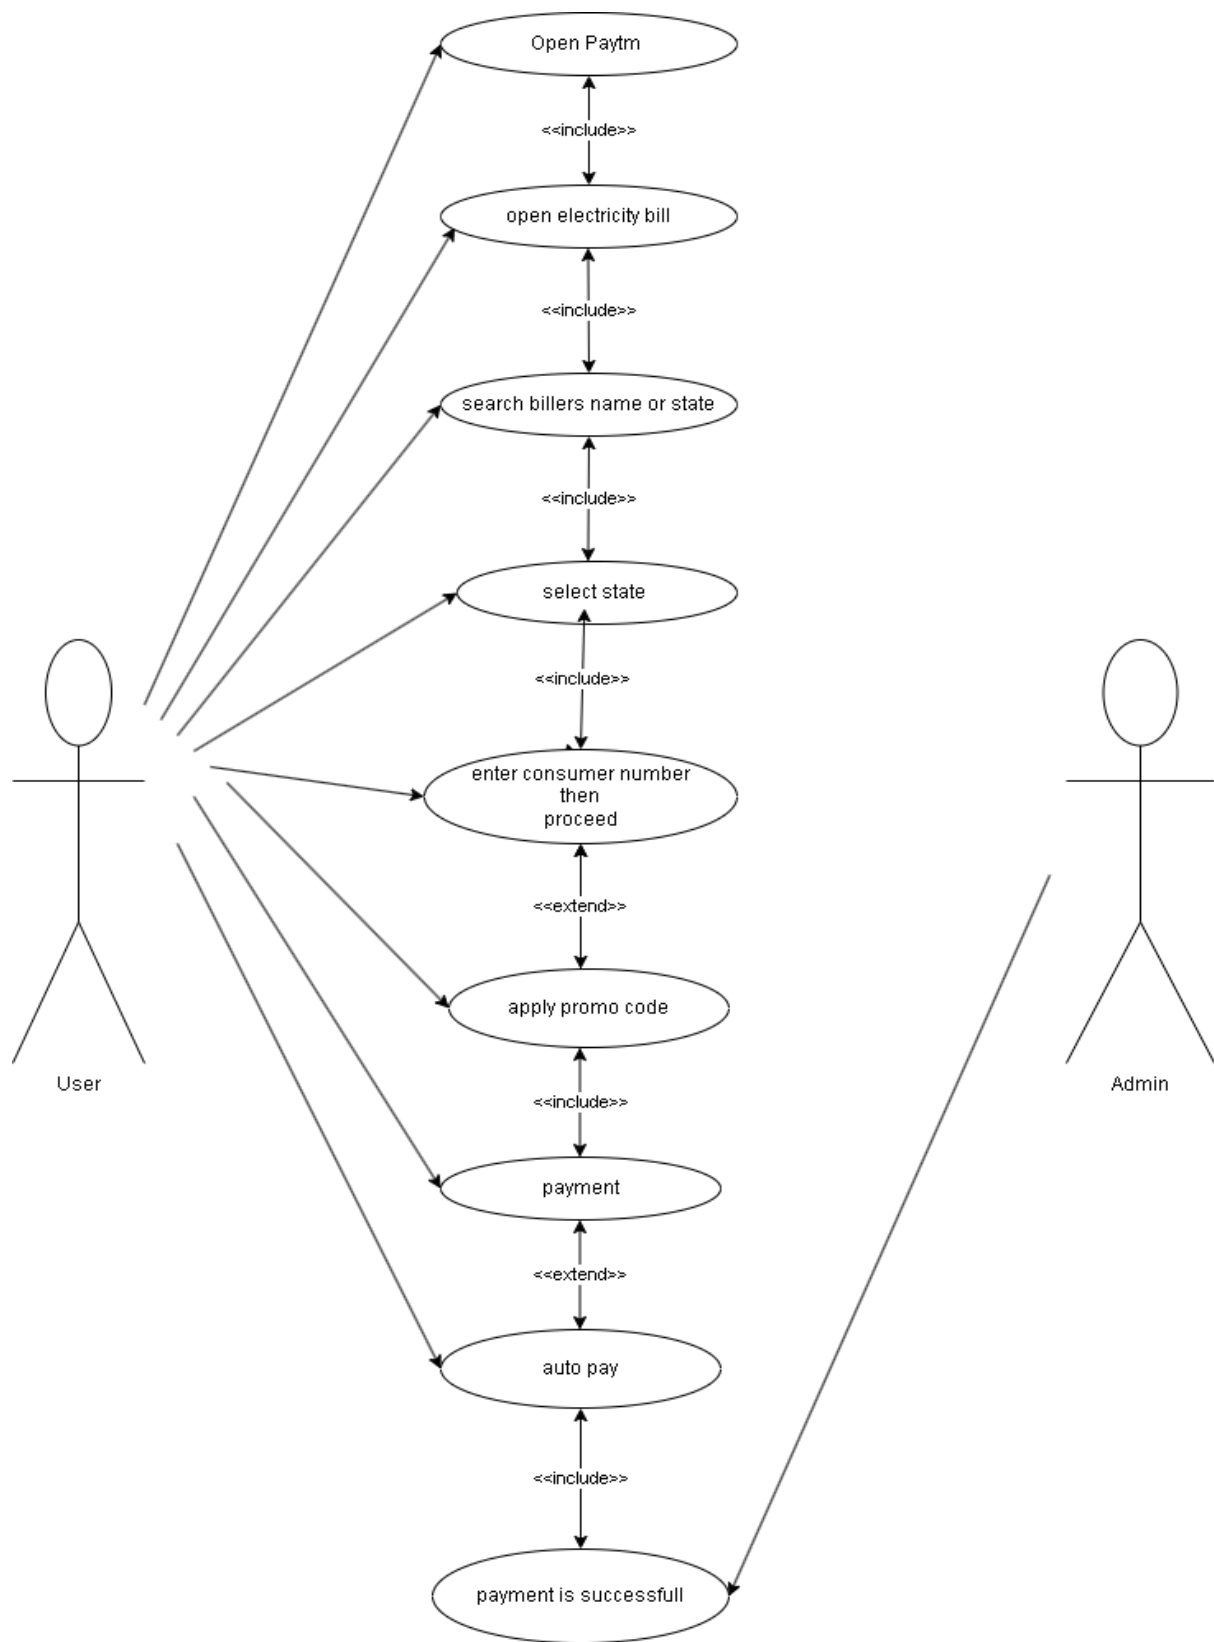 Open Paytm
<<include>>
open electricity bill
<<include>>
search billers name or state
<<include>>
select state
<<include>>
enter consumer number
then
proceed
<<extend>>
apply promo code
User
Admin
<<include>>
payment
<<extend>>
auto pay
<<include>>
payment is successfull